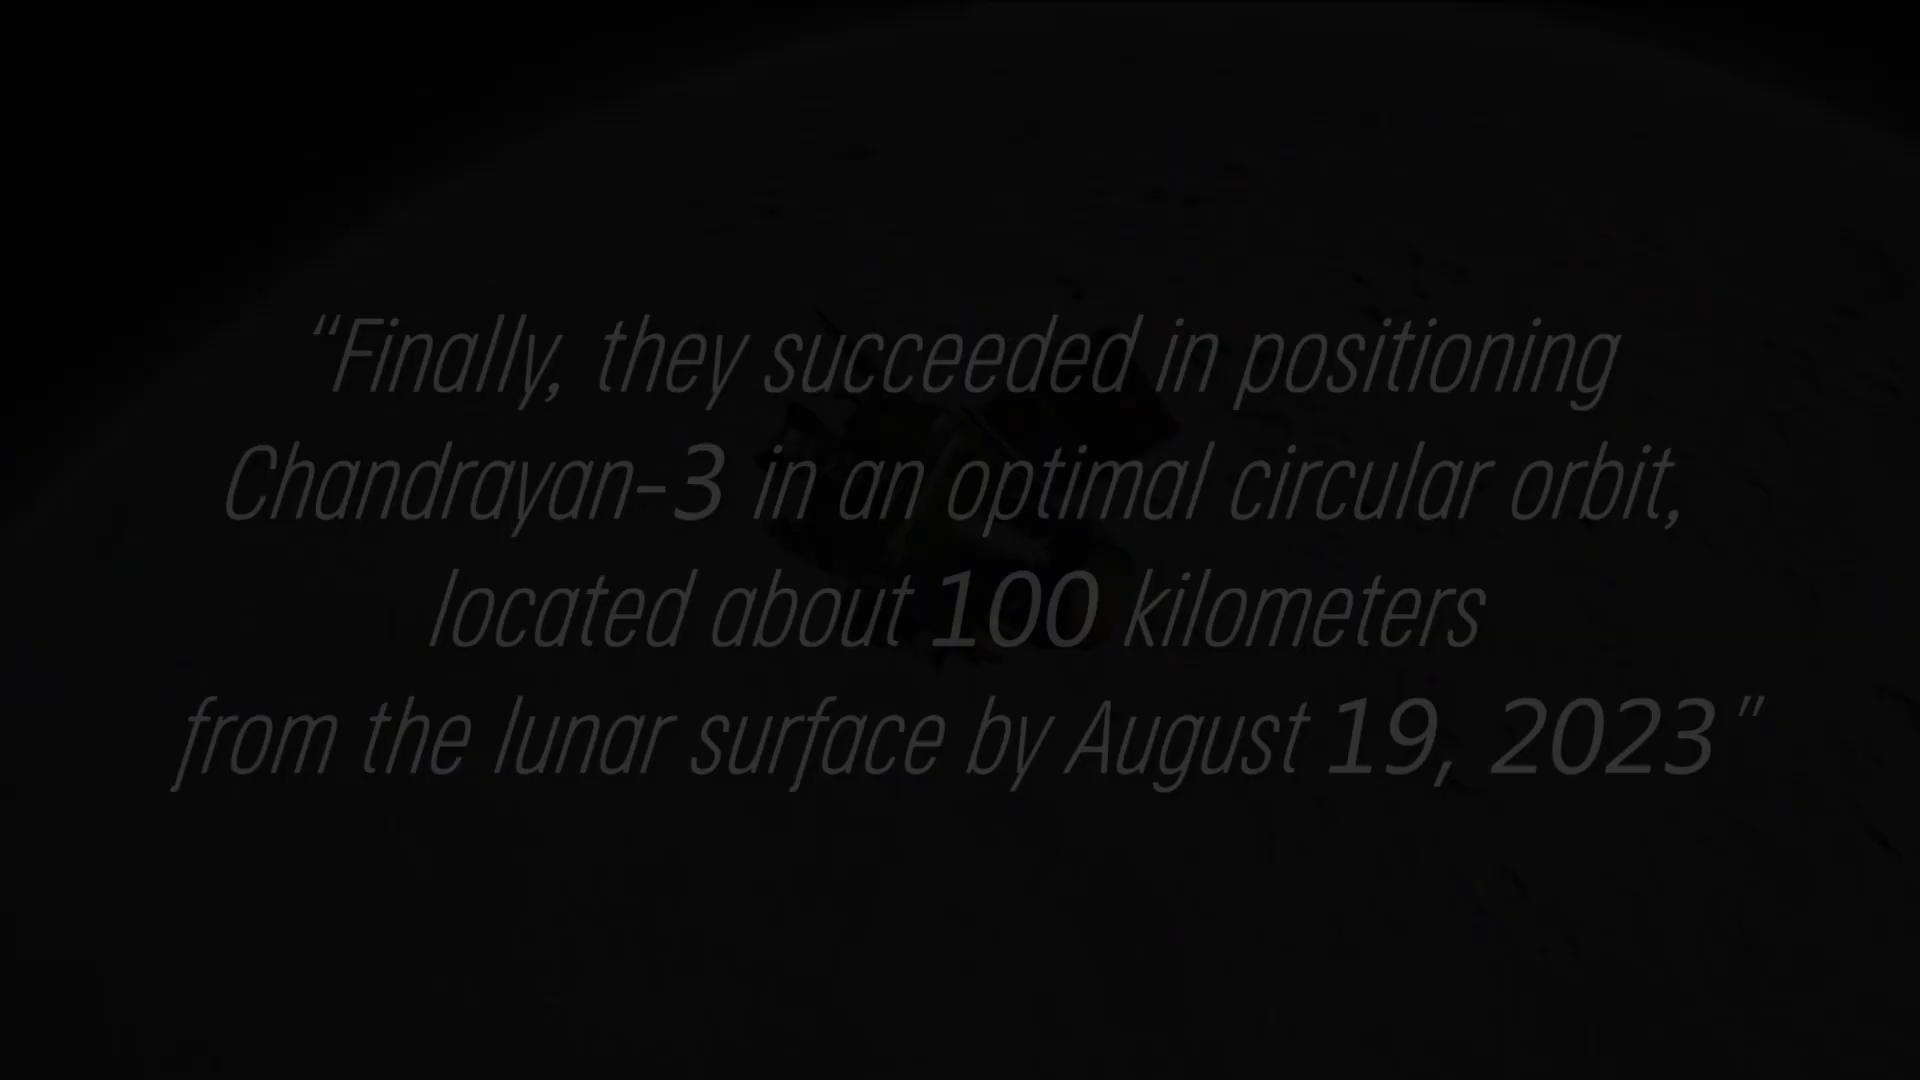 “Finally, they succeeded in positioning
Chandrayan-3 in an optimal circular orbit,
located about 100 kilometers
from the lunar surface by August 19, 2023”